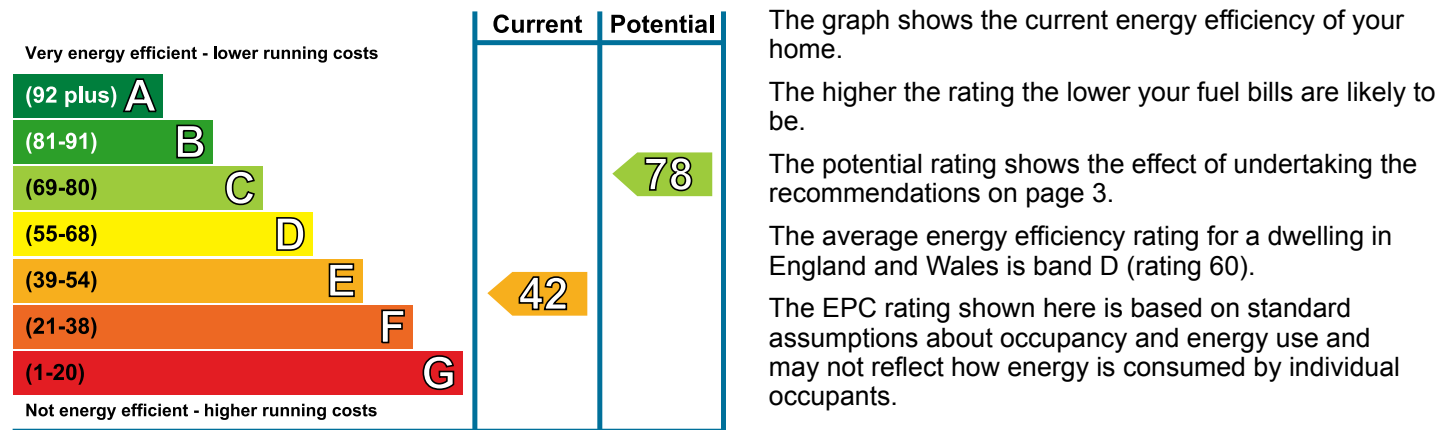 Current Potential
Very energy efficient - lower running costs
(92 plus) A
(81-91) B
(69-80) C
78
(55-68) D
(39-54) E
42
(21-38) F
(1-20) G
Not energy efficient - higher running costs
The graph shows the current energy efficiency of your
home.
The higher the rating the lower your fuel bills are likely to
be.
The potential rating shows the effect of undertaking the
recommendations on page 3.
The average energy efficiency rating for a dwelling in
England and Wales is band D (rating 60).
The EPC rating shown here is based on standard
assumptions about occupancy and energy use and
may not reflect how energy is consumed by individual
occupants.